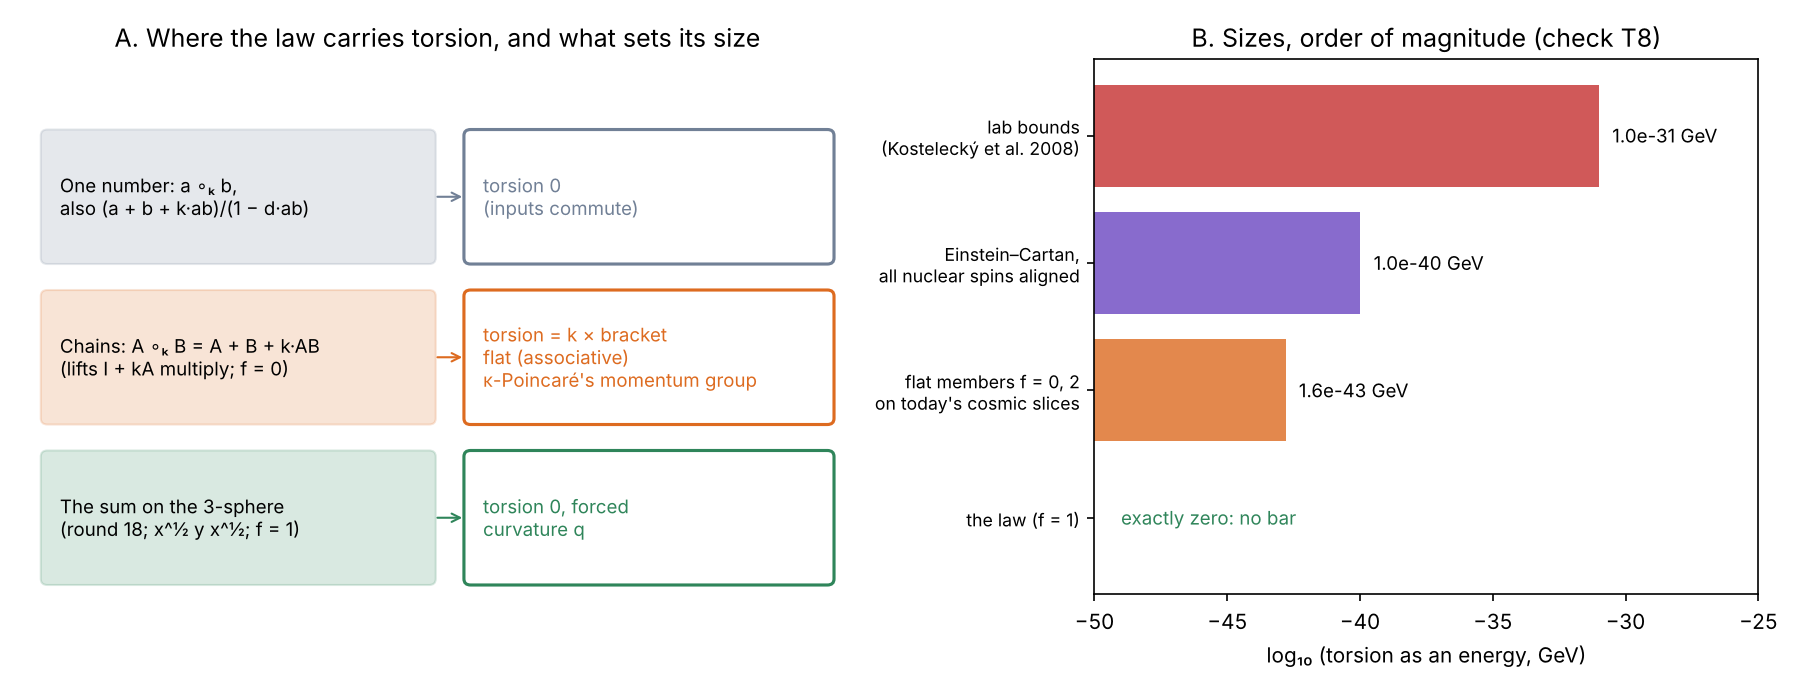 A. Where the law carries torsion, and what sets its size
One number: a ∘ₖ b,
also (a + b + k·ab)/(1 − d·ab)
torsion 0
(inputs commute)
Chains: A ∘ₖ B = A + B + k·AB
(lifts I + kA multiply; f = 0)
torsion = k × bracket
flat (associative)
κ-Poincaré's momentum group
The sum on the 3-sphere
(round 18; x^½ y x^½; f = 1)
torsion 0, forced
curvature q
B. Sizes, order of magnitude (check T8)
lab bounds
(Kostelecký et al. 2008)
1.0e-31 GeV
Einstein–Cartan,
all nuclear spins aligned
1.0e-40 GeV
flat members f = 0, 2
on today's cosmic slices
1.6e-43 GeV
the law (f = 1)
exactly zero: no bar
−50 −45 −40 −35 −30 −25
log₁₀ (torsion as an energy, GeV)